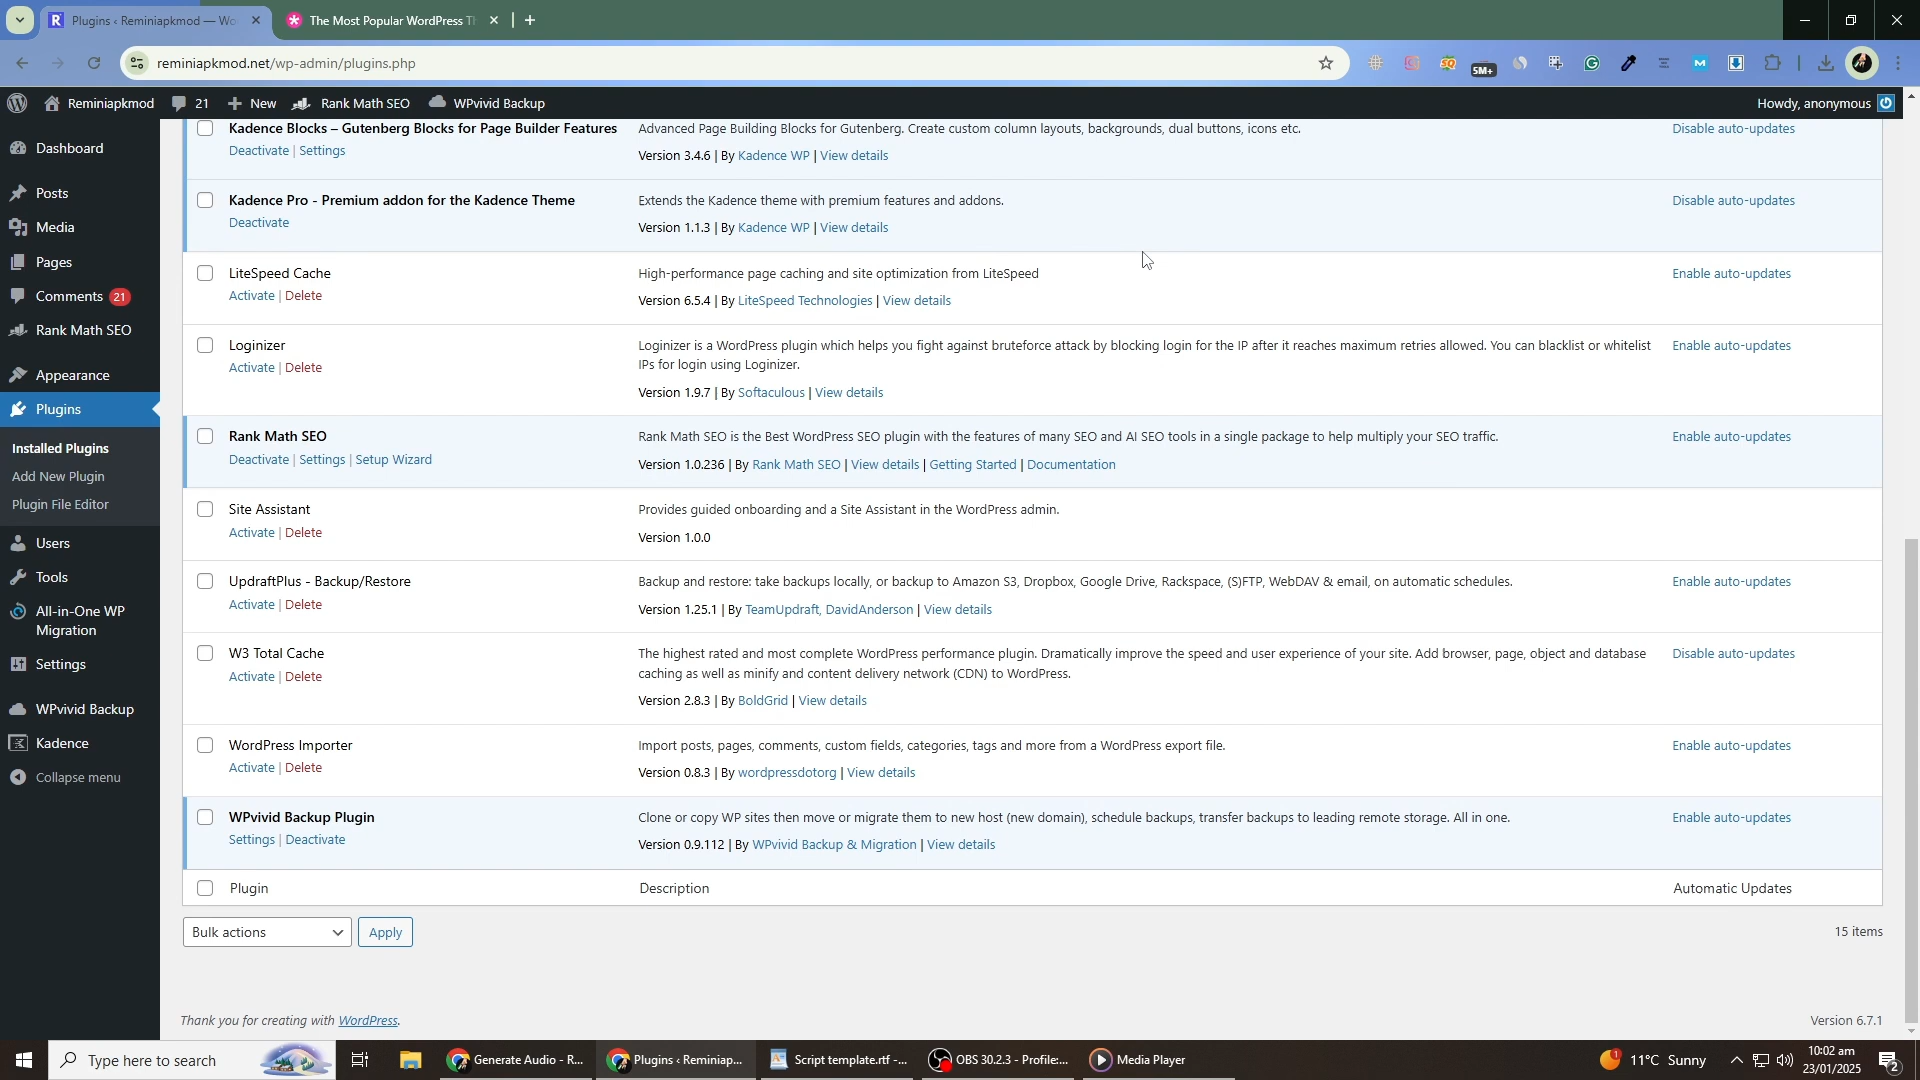 Plugins ‹ Reminiapkmod — Wo
The Most Popular WordPress Th
reminiapkmod.net/wp-admin/plugins.php
5M+
Reminiapkmod
21
New
Rank Math SEO
WPvivid Backup
Howdy, anonymous
Dashboard
Posts
Media
Pages
Comments 21
Rank Math SEO
Appearance
Plugins
Installed Plugins
Add New Plugin
Plugin File Editor
Users
Tools
All-in-One WP
Migration
Settings
WPvivid Backup
Kadence
Collapse menu
Kadence Blocks – Gutenberg Blocks for Page Builder Features
Deactivate | Settings
Advanced Page Building Blocks for Gutenberg. Create custom column layouts, backgrounds, dual buttons, icons etc.
Version 3.4.6 | By Kadence WP | View details
Disable auto-updates
Kadence Pro - Premium addon for the Kadence Theme
Deactivate
Extends the Kadence theme with premium features and addons.
Version 1.1.3 | By Kadence WP | View details
Disable auto-updates
LiteSpeed Cache
Activate | Delete
High-performance page caching and site optimization from LiteSpeed
Version 6.5.4 | By LiteSpeed Technologies | View details
Enable auto-updates
Loginizer
Activate | Delete
Loginizer is a WordPress plugin which helps you fight against bruteforce attack by blocking login for the IP after it reaches maximum retries allowed. You can blacklist or whitelist
IPs for login using Loginizer.
Version 1.9.7 | By Softaculous | View details
Enable auto-updates
Rank Math SEO
Deactivate | Settings | Setup Wizard
Rank Math SEO is the Best WordPress SEO plugin with the features of many SEO and AI SEO tools in a single package to help multiply your SEO traffic.
Version 1.0.236 | By Rank Math SEO | View details | Getting Started | Documentation
Enable auto-updates
Site Assistant
Activate | Delete
Provides guided onboarding and a Site Assistant in the WordPress admin.
Version 1.0.0
UpdraftPlus - Backup/Restore
Activate | Delete
Backup and restore: take backups locally, or backup to Amazon S3, Dropbox, Google Drive, Rackspace, (S)FTP, WebDAV & email, on automatic schedules.
Version 1.25.1 | By TeamUpdraft, DavidAnderson | View details
Enable auto-updates
W3 Total Cache
Activate | Delete
The highest rated and most complete WordPress performance plugin. Dramatically improve the speed and user experience of your site. Add browser, page, object and database
caching as well as minify and content delivery network (CDN) to WordPress.
Version 2.8.3 | By BoldGrid | View details
Disable auto-updates
WordPress Importer
Activate | Delete
Import posts, pages, comments, custom fields, categories, tags and more from a WordPress export file.
Version 0.8.3 | By wordpressdotorg | View details
Enable auto-updates
WPvivid Backup Plugin
Settings | Deactivate
Clone or copy WP sites then move or migrate them to new host (new domain), schedule backups, transfer backups to leading remote storage. All in one.
Version 0.9.112 | By WPvivid Backup & Migration | View details
Enable auto-updates
Plugin
Description
Automatic Updates
Bulk actions
Apply
15 items
Thank you for creating with WordPress.
Version 6.7.1
Type here to search
Generate Audio - R...
Plugins ‹ Reminiap...
Script template.rtf -...
OBS 30.2.3 - Profile:...
Media Player
1
11°C Sunny
10:02 am
23/01/2025
2